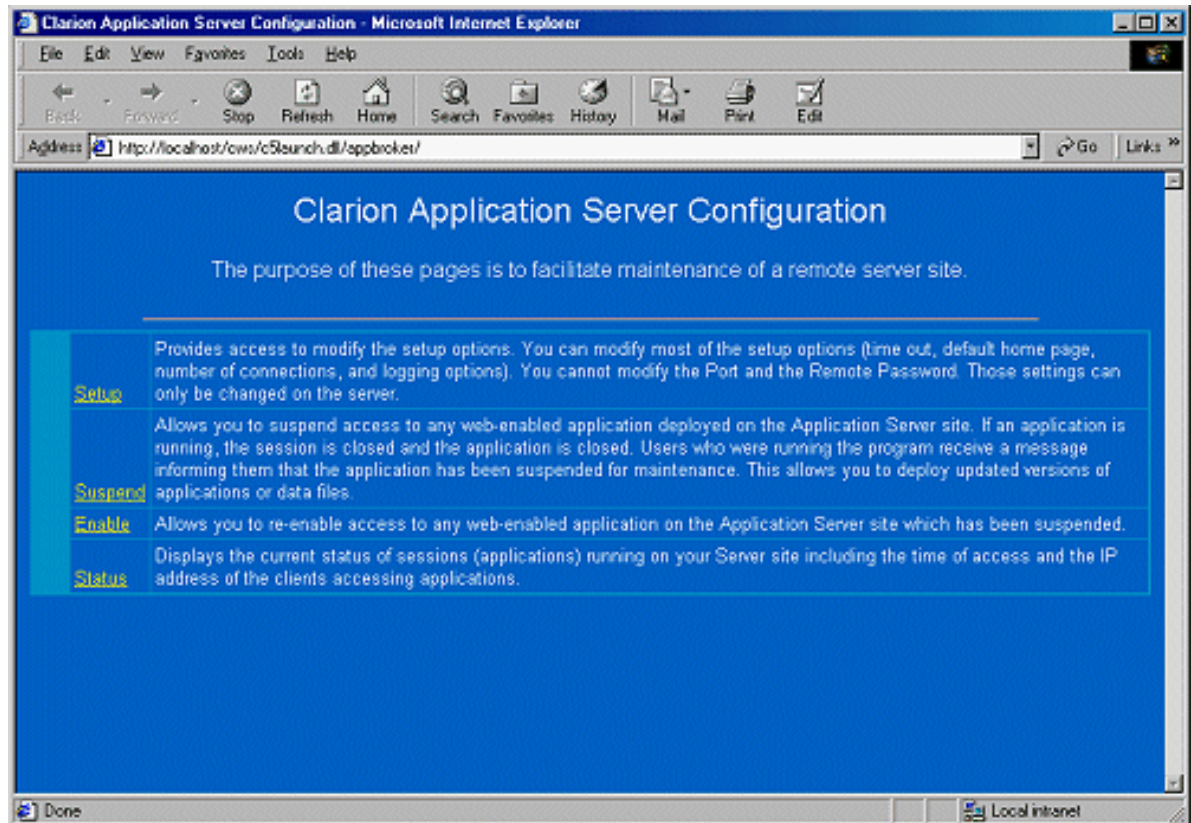 Clarion Application Server Configuration - Microsoft Internet Explorer
File Edit View Favorites Tools Help
Back Forward Stop Refresh Home Search Favorites History Mail Print Edit
Address http://localhost/cws/c5launch.dll/appbroker/ Go Links »
Clarion Application Server Configuration
The purpose of these pages is to facilitate maintenance of a remote server site.
Provides access to modify the setup options. You can modify most of the setup options (time out, default home page,
number of connections, and logging options). You cannot modify the Port and the Remote Password. Those settings can
Setup only be changed on the server.
Allows you to suspend access to any web-enabled application deployed on the Application Server site. If an application is
running, the session is closed and the application is closed. Users who were running the program receive a message
informing them that the application has been suspended for maintenance. This allows you to deploy updated versions of
Suspend applications or data files.
Enable Allows you to re-enable access to any web-enabled application on the Application Server site which has been suspended.
Displays the current status of sessions (applications) running on your Server site including the time of access and the IP
Status address of the clients accessing applications.
Done Local intranet